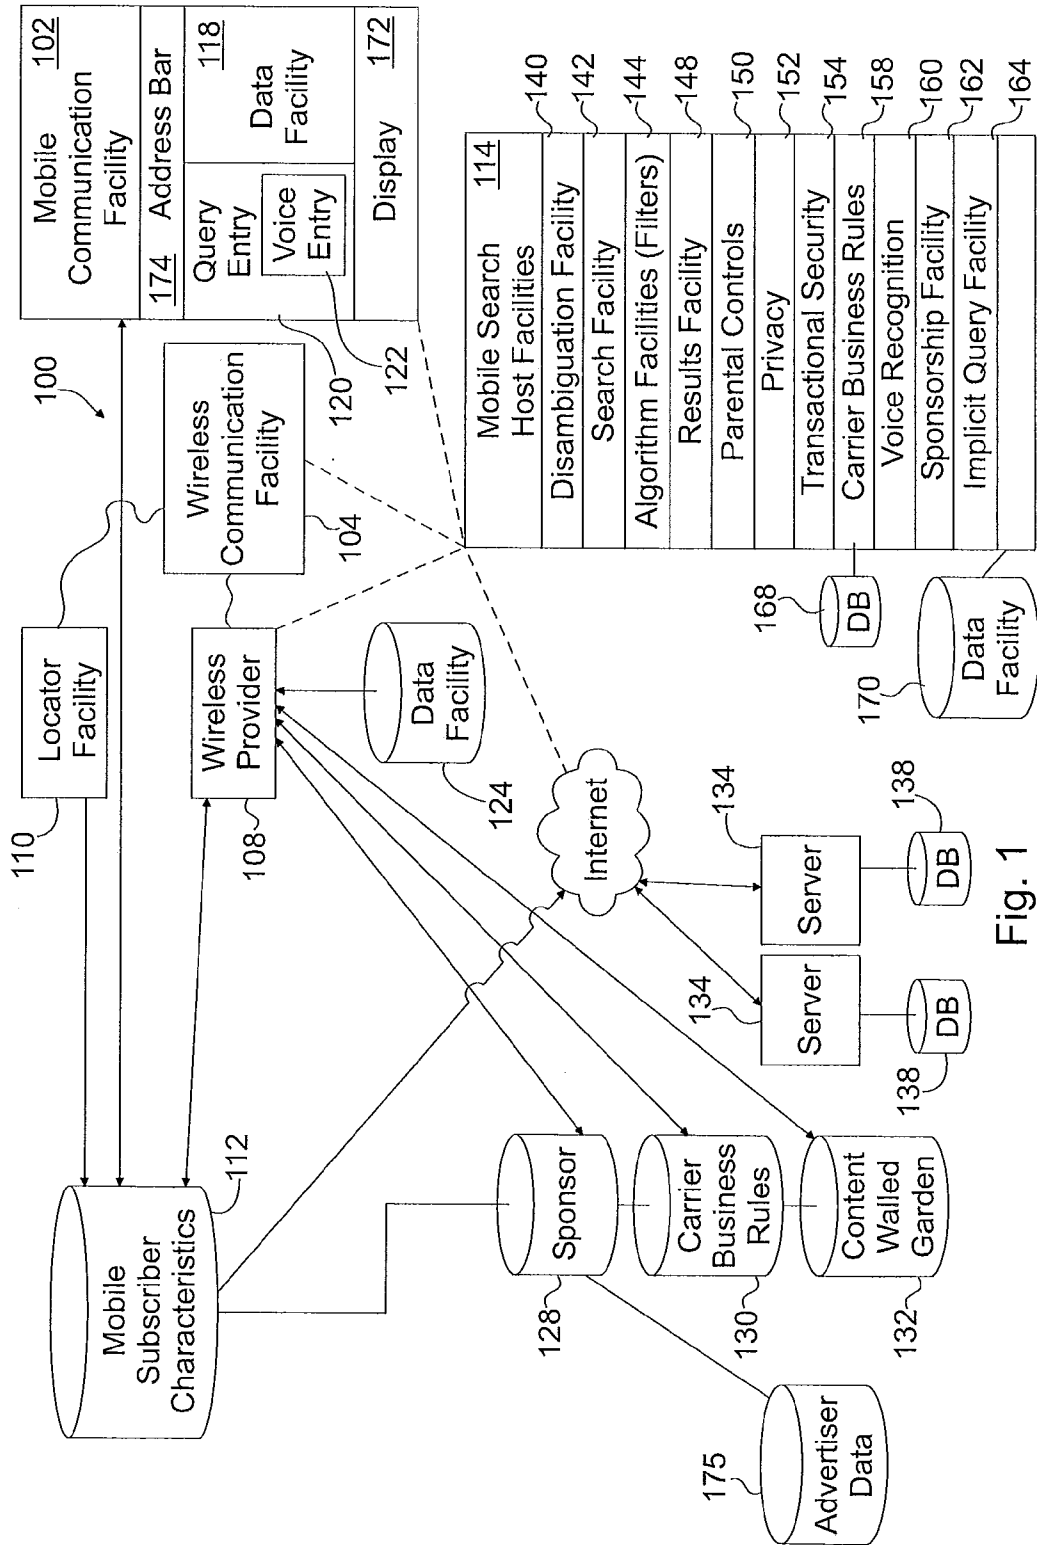 100
Mobile
Communication
Facility
102
174
Address Bar
Query
Entry
Voice
Entry
118
Data
Facility
Display
172
120
122
Wireless
Communication
Facility
104
Locator
Facility
110
Wireless
Provider
108
Data
Facility
124
Mobile
Subscriber
Characteristics
112
Internet
Sponsor
128
Carrier
Business
Rules
130
Content
Walled
Garden
132
Advertiser
Data
175
Server
134
DB
138
Server
134
DB
138
Mobile Search
Host Facilities
114
Disambiguation Facility
140
Search Facility
142
Algorithm Facilities (Filters)
144
Results Facility
148
Parental Controls
150
Privacy
152
Transactional Security
154
Carrier Business Rules
158
Voice Recognition
160
Sponsorship Facility
162
Implicit Query Facility
164
168
DB
170
Data
Facility
Fig. 1